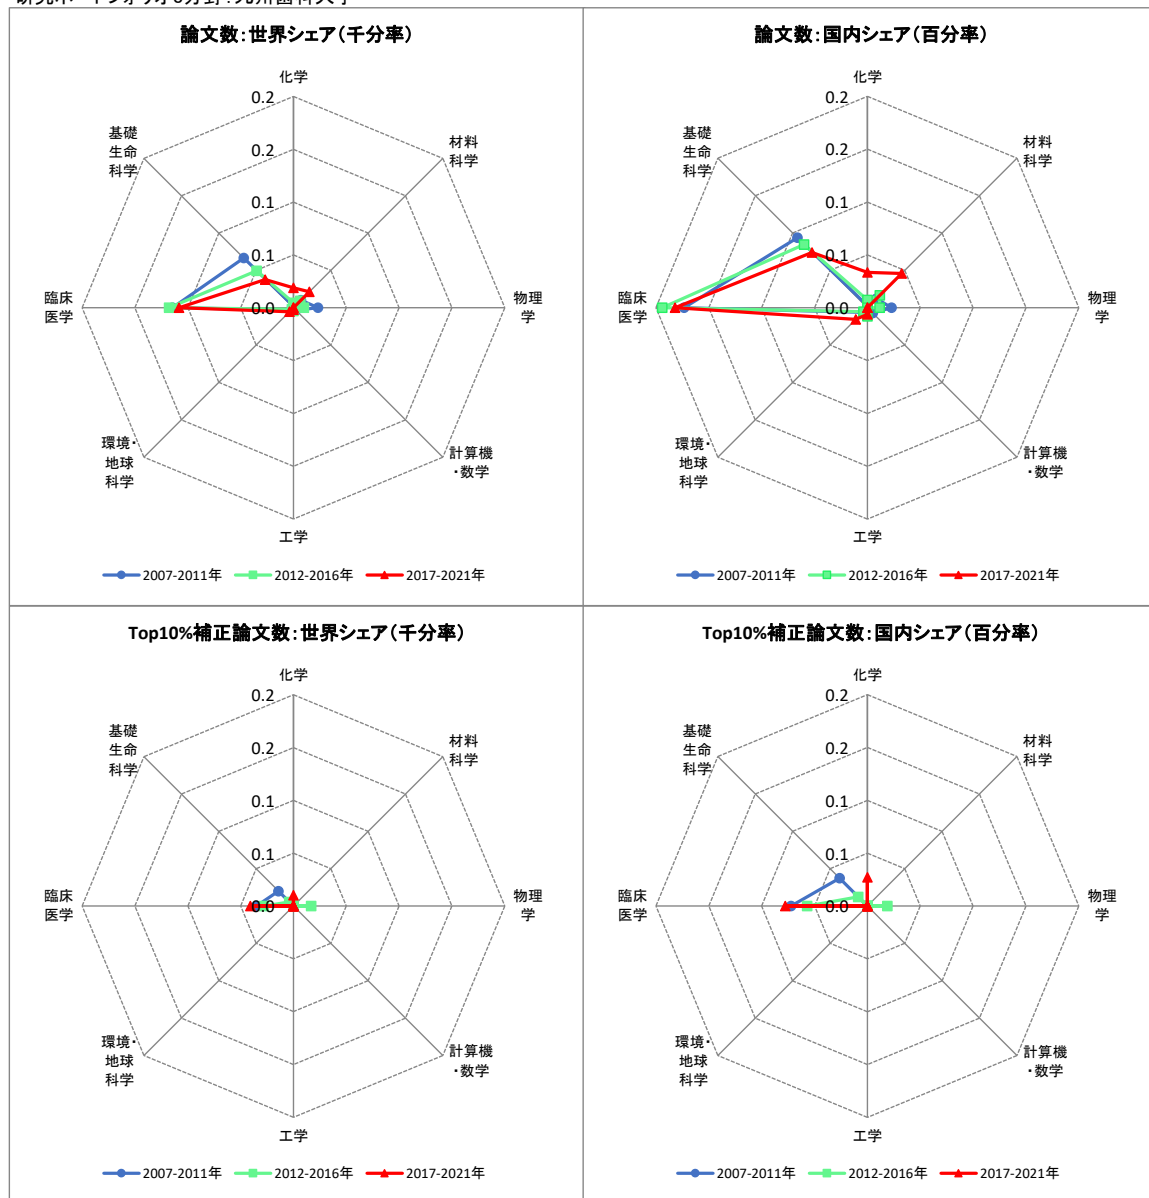 論文数：世界シェア（千分率）
化学
材料
科学
物理
学
計算機
・数学
工学
環境・
地球
科学
臨床
医学
基礎
生命
科学
0.2
0.2
0.1
0.1
0.0
2007-2011年
2012-2016年
2017-2021年
論文数：国内シェア（百分率）
化学
材料
科学
物理
学
計算機
・数学
工学
環境・
地球
科学
臨床
医学
基礎
生命
科学
0.2
0.2
0.1
0.1
0.0
2007-2011年
2012-2016年
2017-2021年
Top10%補正論文数：世界シェア（千分率）
化学
材料
科学
物理
学
計算機
・数学
工学
環境・
地球
科学
臨床
医学
基礎
生命
科学
0.2
0.2
0.1
0.1
0.0
2007-2011年
2012-2016年
2017-2021年
Top10%補正論文数：国内シェア（百分率）
化学
材料
科学
物理
学
計算機
・数学
工学
環境・
地球
科学
臨床
医学
基礎
生命
科学
0.2
0.2
0.1
0.1
0.0
2007-2011年
2012-2016年
2017-2021年